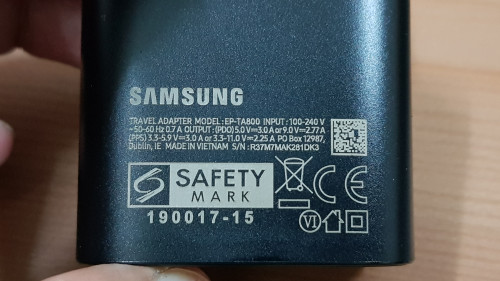 SAMSUNG
TRAVEL ADAPTER MODEL: EP-TA800 INPUT: 100-240 V
~50-60 Hz 0.7 A OUTPUT: (PDO) 5.0 V⎓3.0 A or 9.0 V⎓2.77 A
(PPS) 3.3-5.9 V⎓3.0 A or 3.3-11.0 V⎓2.25 A PO Box 12987,
Dublin, IE MADE IN VIETNAM S/N: R37M7MAK281DK3
SAFETY
MARK
190017-15
CE
VI